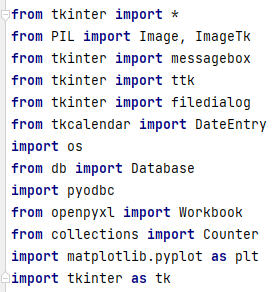 from tkinter import *
from PIL import Image, ImageTk
from tkinter import messagebox
from tkinter import ttk
from tkinter import filedialog
from tkcalendar import DateEntry
import os
from db import Database
import pyodbc
from openpyxl import Workbook
from collections import Counter
import matplotlib.pyplot as plt
import tkinter as tk